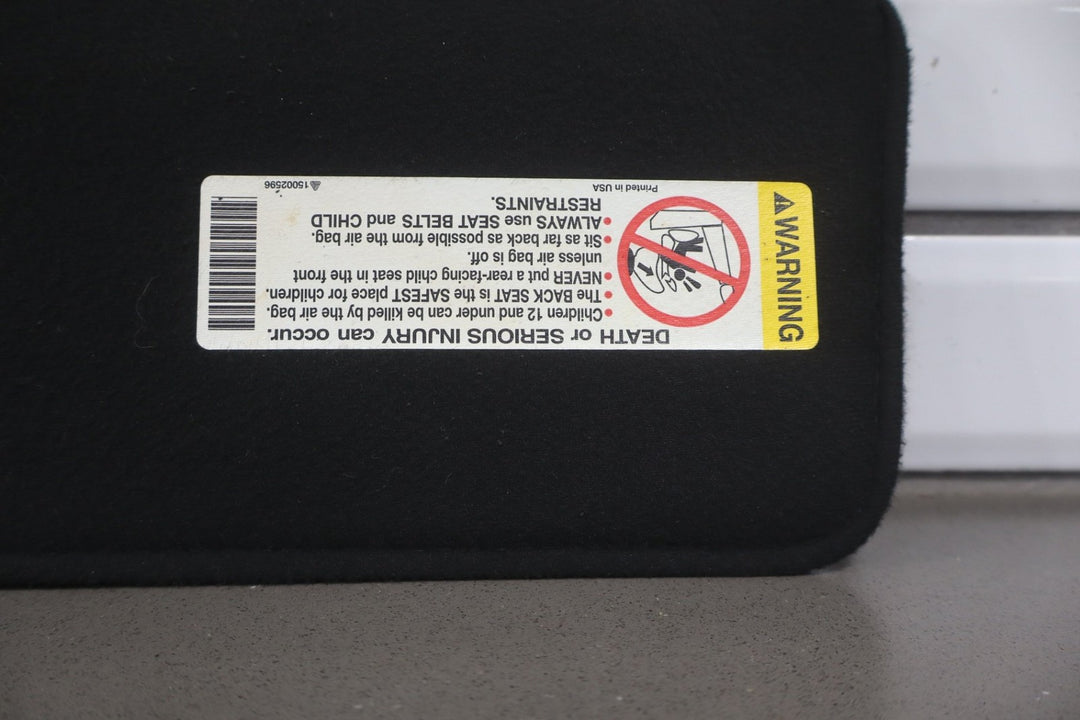 ⚠WARNING
DEATH or SERIOUS INJURY can occur.
• Children 12 and under can be killed by the air bag.
• The BACK SEAT is the SAFEST place for children.
• NEVER put a rear-facing child seat in the front
unless air bag is off.
• Sit as far back as possible from the air bag.
• ALWAYS use SEAT BELTS and CHILD
RESTRAINTS.
Printed in USA
15002596